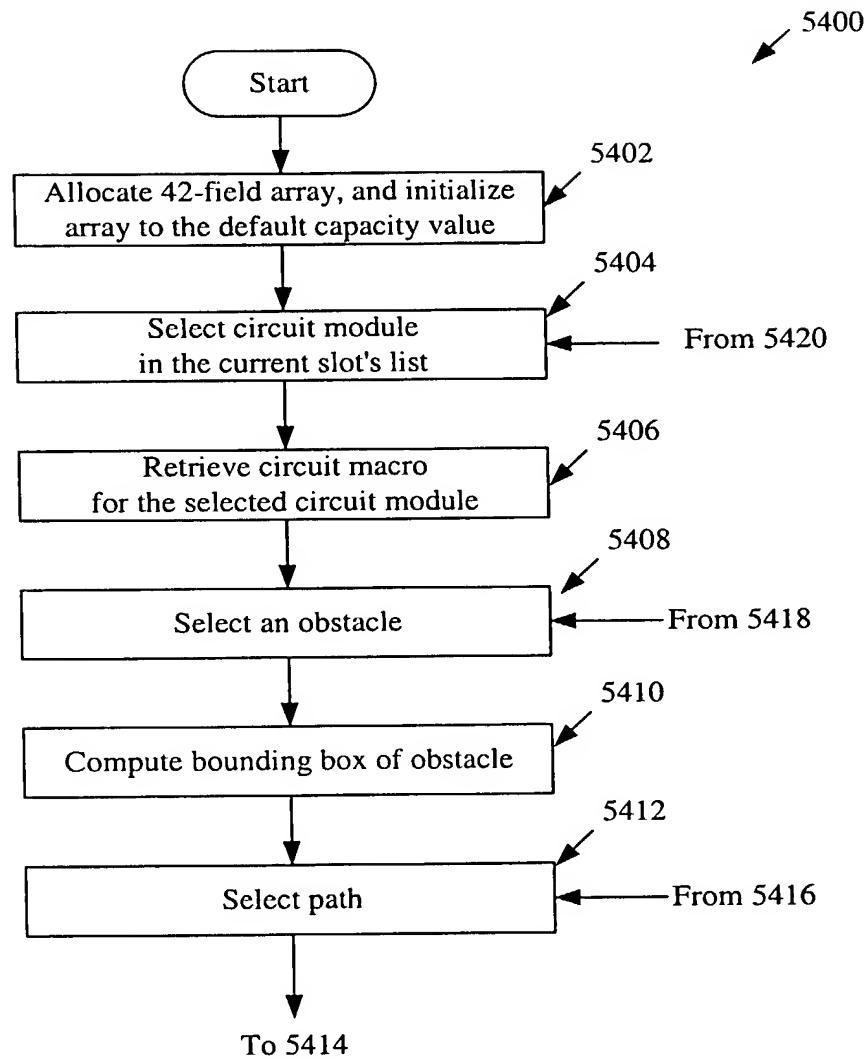 5400
Start
5402
Allocate 42-field array, and initialize
array to the default capacity value
5404
Select circuit module
in the current slot's list
From 5420
5406
Retrieve circuit macro
for the selected circuit module
5408
Select an obstacle
From 5418
5410
Compute bounding box of obstacle
5412
Select path
From 5416
To 5414